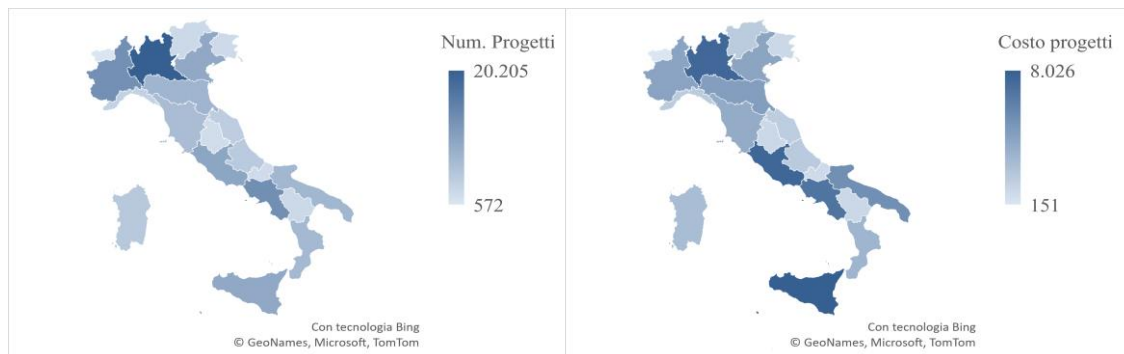 Num. Progetti
20.205
572
Con tecnologia Bing
© GeoNames, Microsoft, TomTom
Costo progetti
8.026
151
Con tecnologia Bing
© GeoNames, Microsoft, TomTom